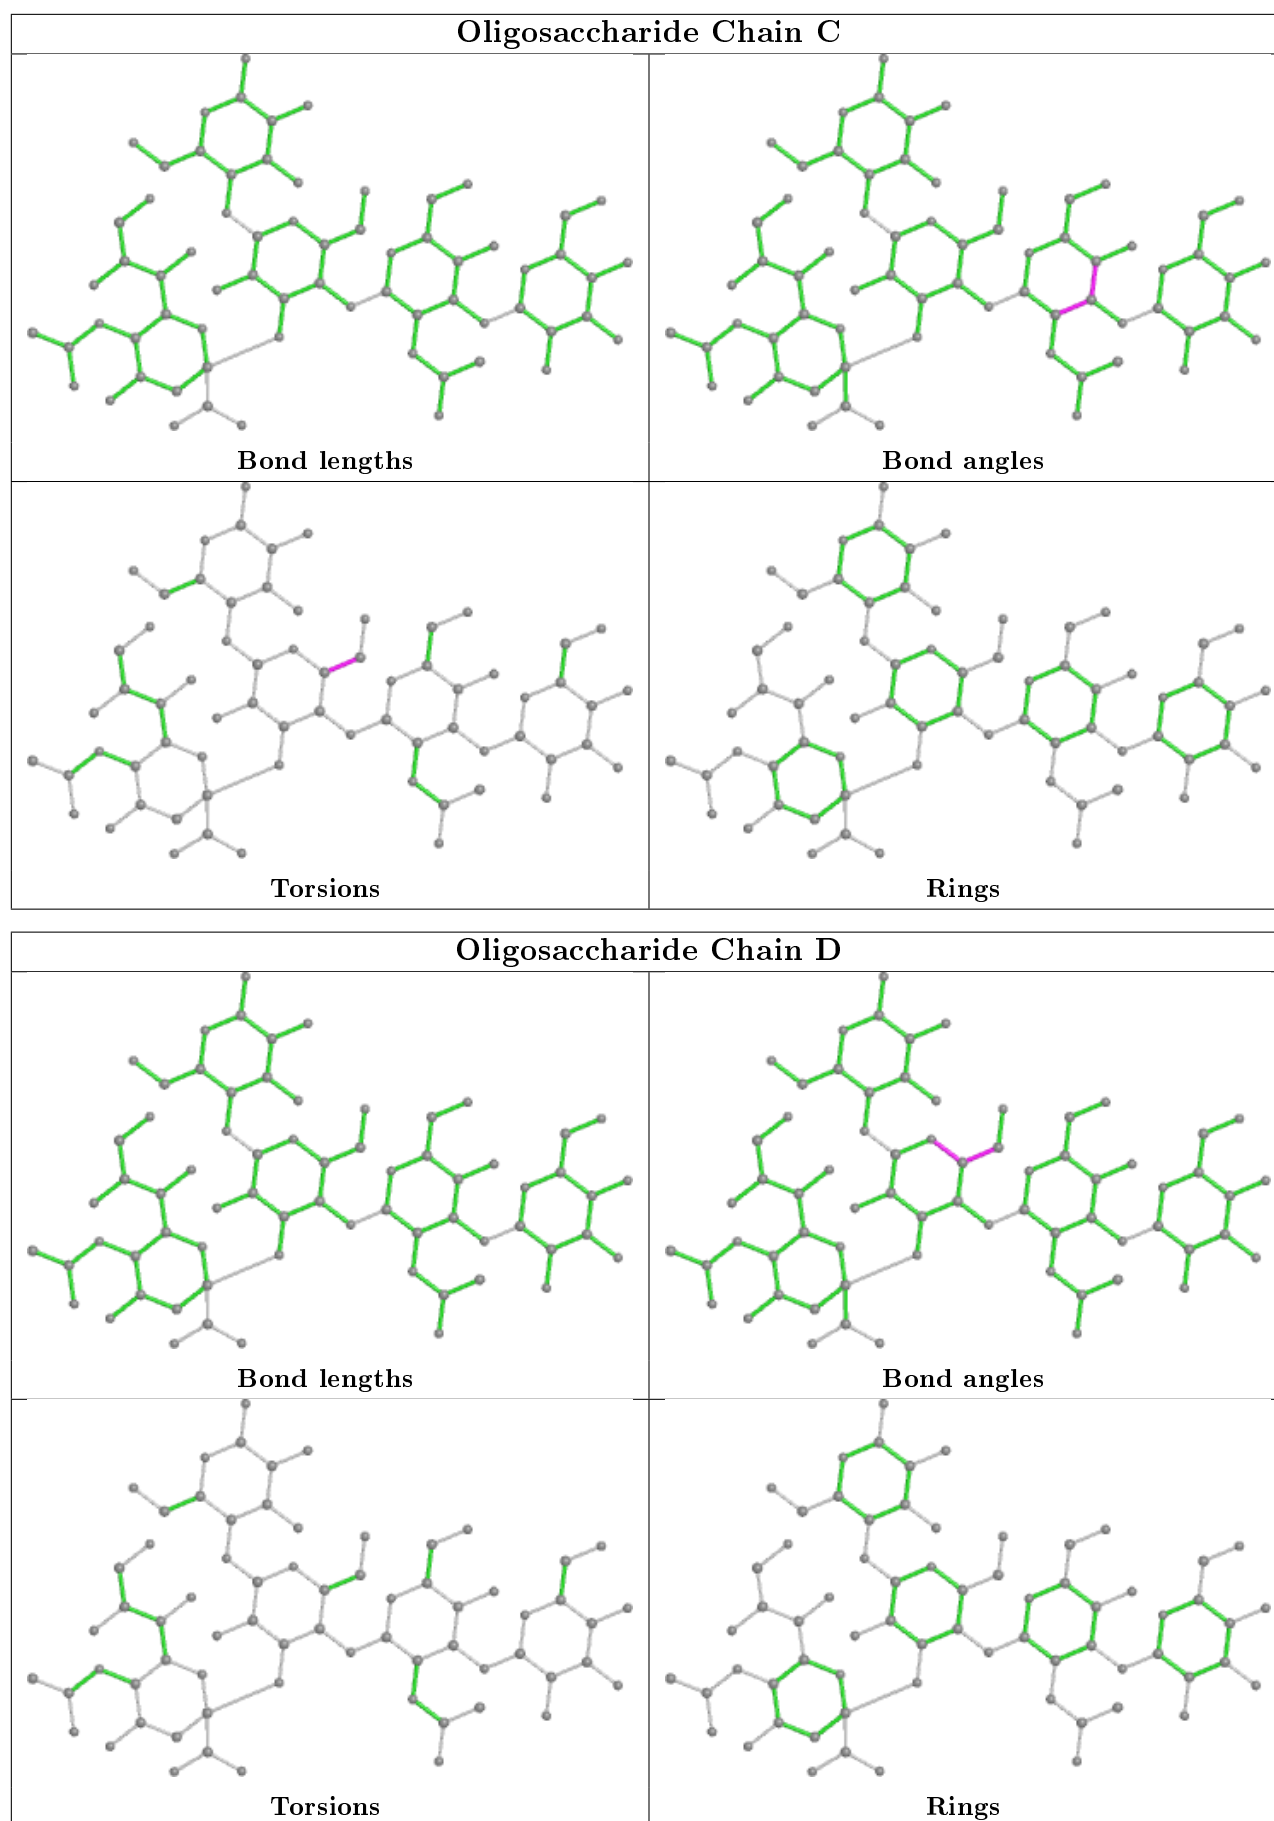 Oligosaccharide Chain C
Bond lengths
Bond angles
Torsions
Rings
Oligosaccharide Chain D
Bond lengths
Bond angles
Torsions
Rings